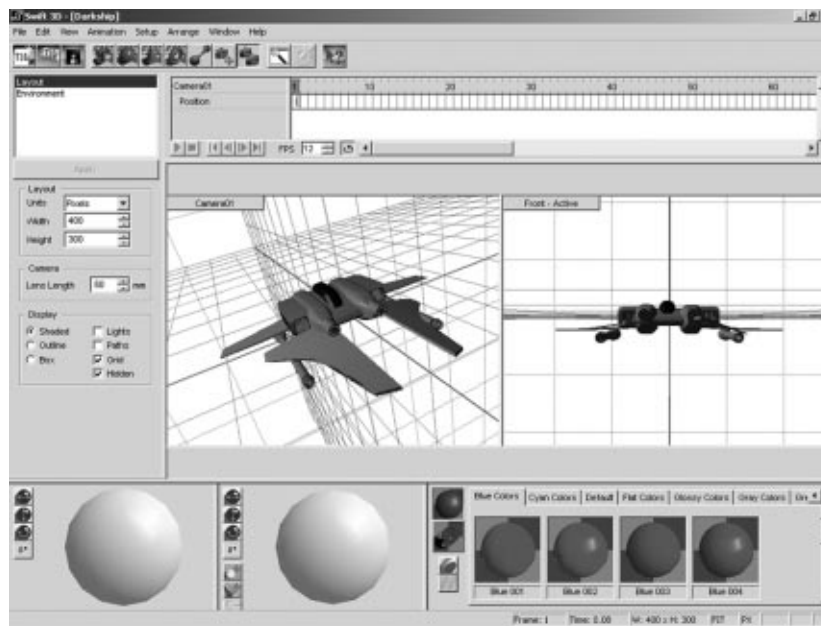 Swift 3D - [Darkship]
File Edit View Animation Setup Arrange Window Help
Layout
Environment
Apply
Camera01
Position
10 20 30 40 50 60
FPS 12
Layout
Units Pixels
Width 400
Height 300
Camera
Lens Length 60 mm
Display
Shaded Lights
Outline Paths
Box Grid
Hidden
Camera01
Front - Active
Blue Colors Cyan Colors Default Flat Colors Glossy Colors Gray Colors
Blue 001 Blue 002 Blue 003 Blue 004
Frame: 1 Time: 0.00 W: 400 x H: 300 PX